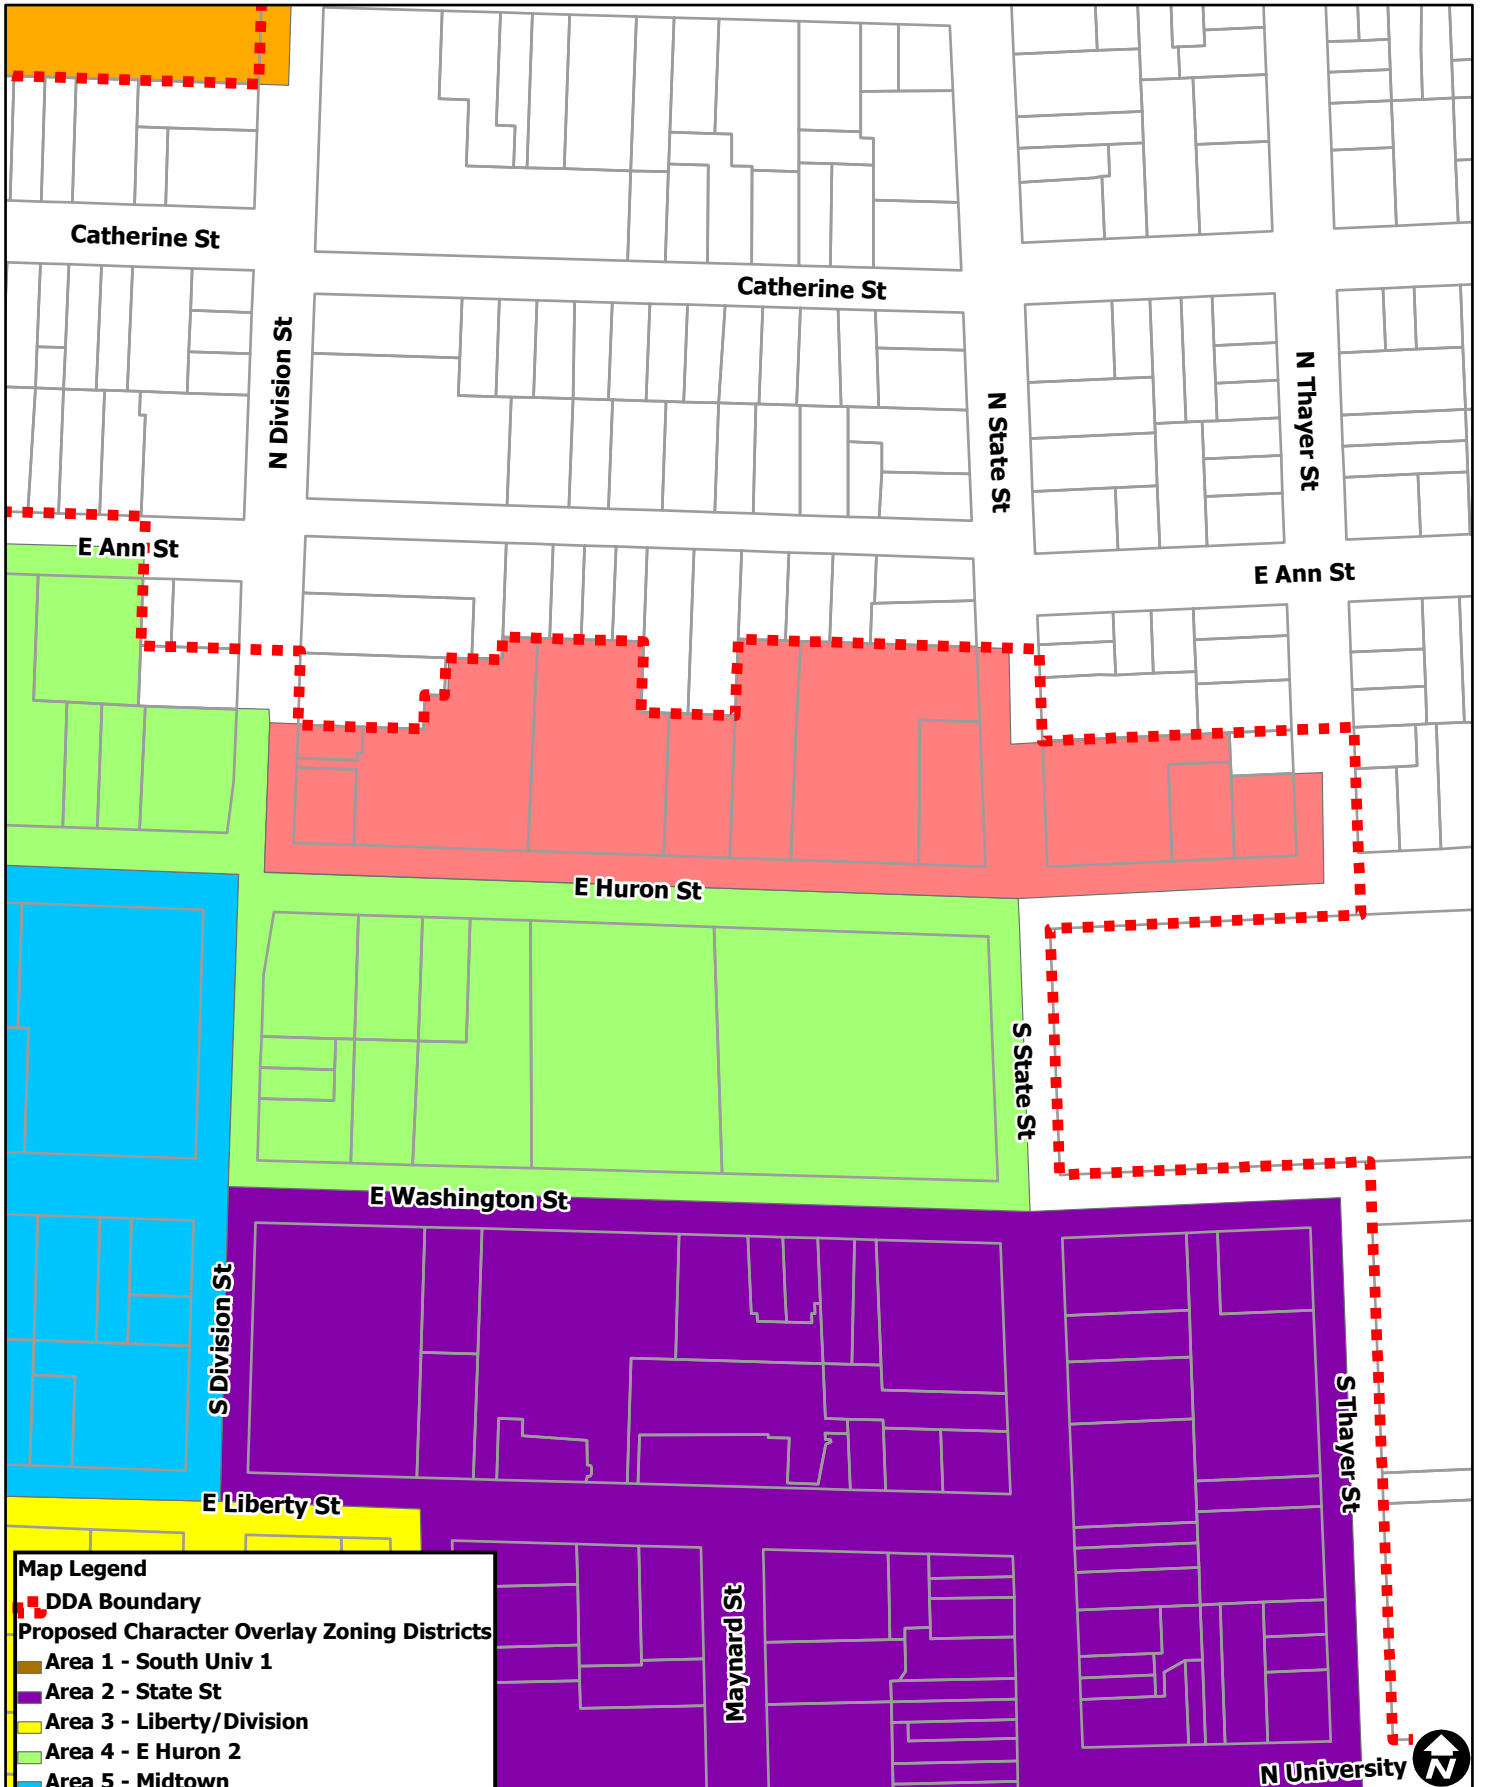 Catherine St
Catherine St
N Division St
N State St
N Thayer St
E Ann St
E Ann St
E Huron St
S State St
E Washington St
S Division St
S Thayer St
E Liberty St
Maynard St
N University
N
Map Legend
DDA Boundary
Proposed Character Overlay Zoning Districts
Area 1 - South Univ 1
Area 2 - State St
Area 3 - Liberty/Division
Area 4 - E Huron 2
Area 5 - Midtown